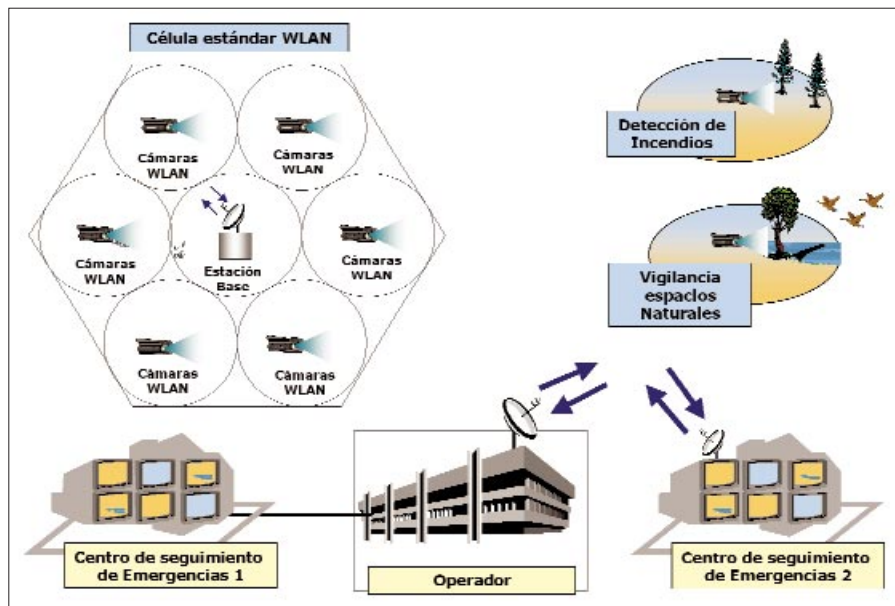 Célula estándar WLAN
Cámaras
WLAN
Cámaras
WLAN
Cámaras
WLAN
Estación
Base
Cámaras
WLAN
Cámaras
WLAN
Cámaras
WLAN
Detección de
Incendios
Vigilancia
espacios
Naturales
Centro de seguimiento
de Emergencias 1
Operador
Centro de seguimiento
de Emergencias 2